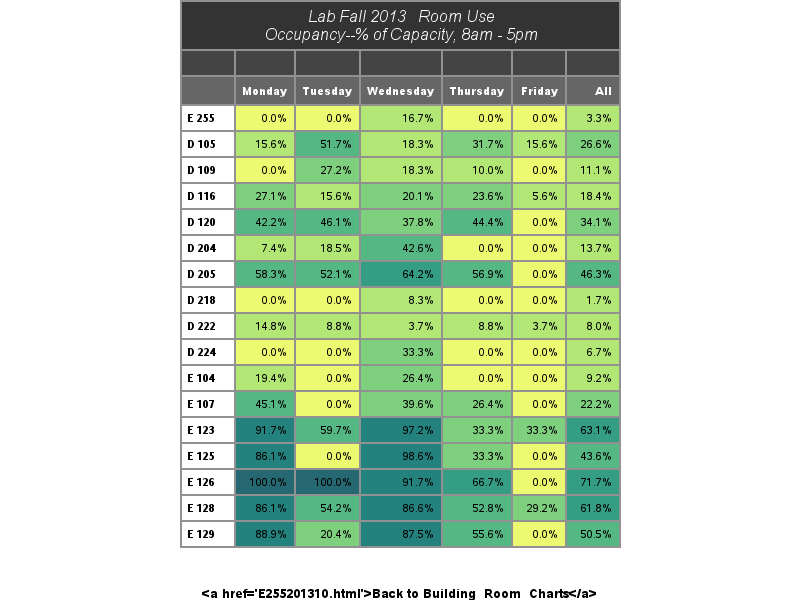 Lab Fall 2013 Room Use
Occupancy--% of Capacity, 8am - 5pm
Monday Tuesday Wednesday Thursday Friday All
E 255 0.0% 0.0% 16.7% 0.0% 0.0% 3.3%
D 105 15.6% 51.7% 18.3% 31.7% 15.6% 26.6%
D 109 0.0% 27.2% 18.3% 10.0% 0.0% 11.1%
D 116 27.1% 15.6% 20.1% 23.6% 5.6% 18.4%
D 120 42.2% 46.1% 37.8% 44.4% 0.0% 34.1%
D 204 7.4% 18.5% 42.6% 0.0% 0.0% 13.7%
D 205 58.3% 52.1% 64.2% 56.9% 0.0% 46.3%
D 218 0.0% 0.0% 8.3% 0.0% 0.0% 1.7%
D 222 14.8% 8.8% 3.7% 8.8% 3.7% 8.0%
D 224 0.0% 0.0% 33.3% 0.0% 0.0% 6.7%
E 104 19.4% 0.0% 26.4% 0.0% 0.0% 9.2%
E 107 45.1% 0.0% 39.6% 26.4% 0.0% 22.2%
E 123 91.7% 59.7% 97.2% 33.3% 33.3% 63.1%
E 125 86.1% 0.0% 98.6% 33.3% 0.0% 43.6%
E 126 100.0% 100.0% 91.7% 66.7% 0.0% 71.7%
E 128 86.1% 54.2% 86.6% 52.8% 29.2% 61.8%
E 129 88.9% 20.4% 87.5% 55.6% 0.0% 50.5%
<a href='E255201310.html'>Back to Building_Room_Charts</a>